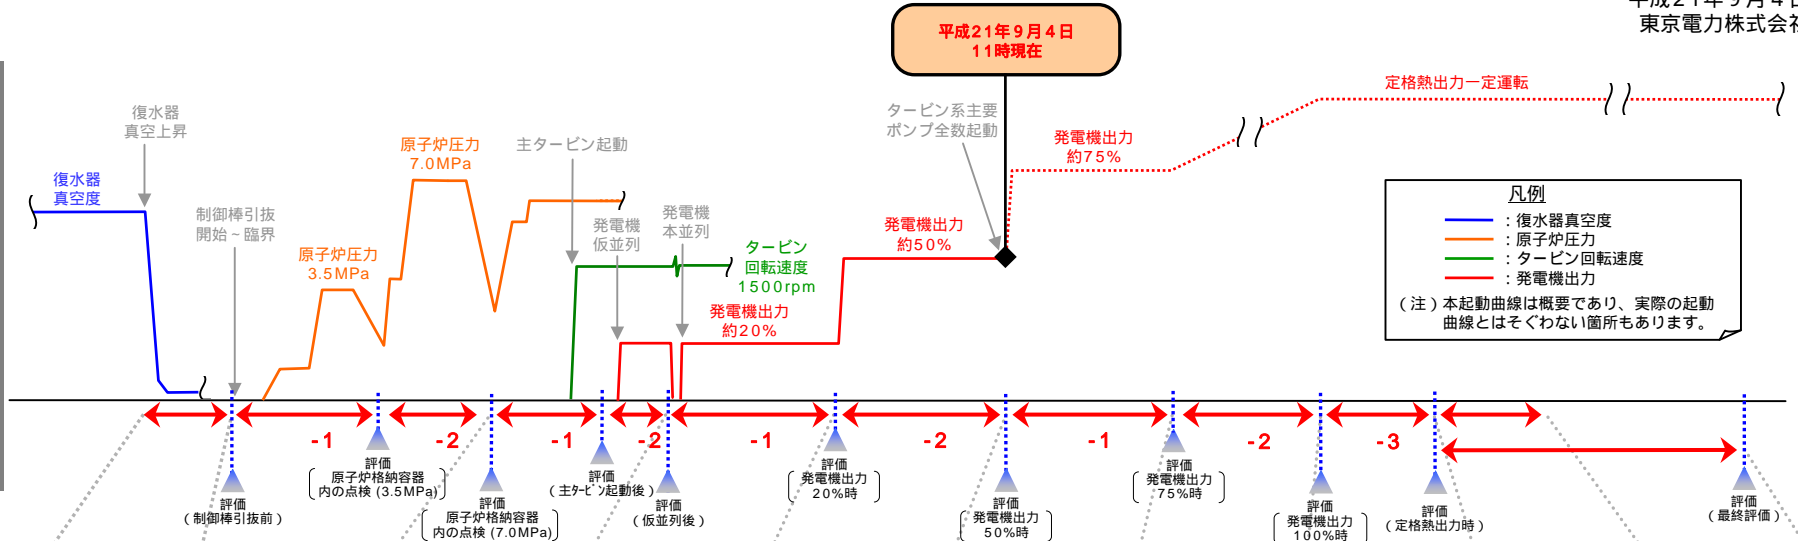 平成21年9月4日
東京電力株式会社
平成21年9月4日
11時現在
定格熱出力一定運転
復水器
真空上昇
タービン系主要
ポンプ全数起動
発電機出力
約75%
原子炉圧力
7.0MPa
主タービン起動
復水器
真空度
制御棒引抜
開始~臨界
発電機
仮並列
発電機
本並列
発電機出力
約50%
原子炉圧力
3.5MPa
タービン
回転速度
1500rpm
発電機出力
約20%
凡例
:復水器真空度
:原子炉圧力
:タービン回転速度
:発電機出力
(注)本起動曲線は概要であり、実際の起動
曲線とはそぐわない箇所もあります。
-1
-2
-1
-2
-1
-2
-1
-2
-3
評価
(制御棒引抜前)
評価
原子炉格納容器
内の点検(3.5MPa)
評価
原子炉格納容器
内の点検(7.0MPa)
評価
(主タービン起動後)
評価
(仮並列後)
評価
発電機出力
20%時
評価
発電機出力
50%時
評価
発電機出力
75%時
評価
発電機出力
100%時
評価
(定格熱出力時)
評価
(最終評価)